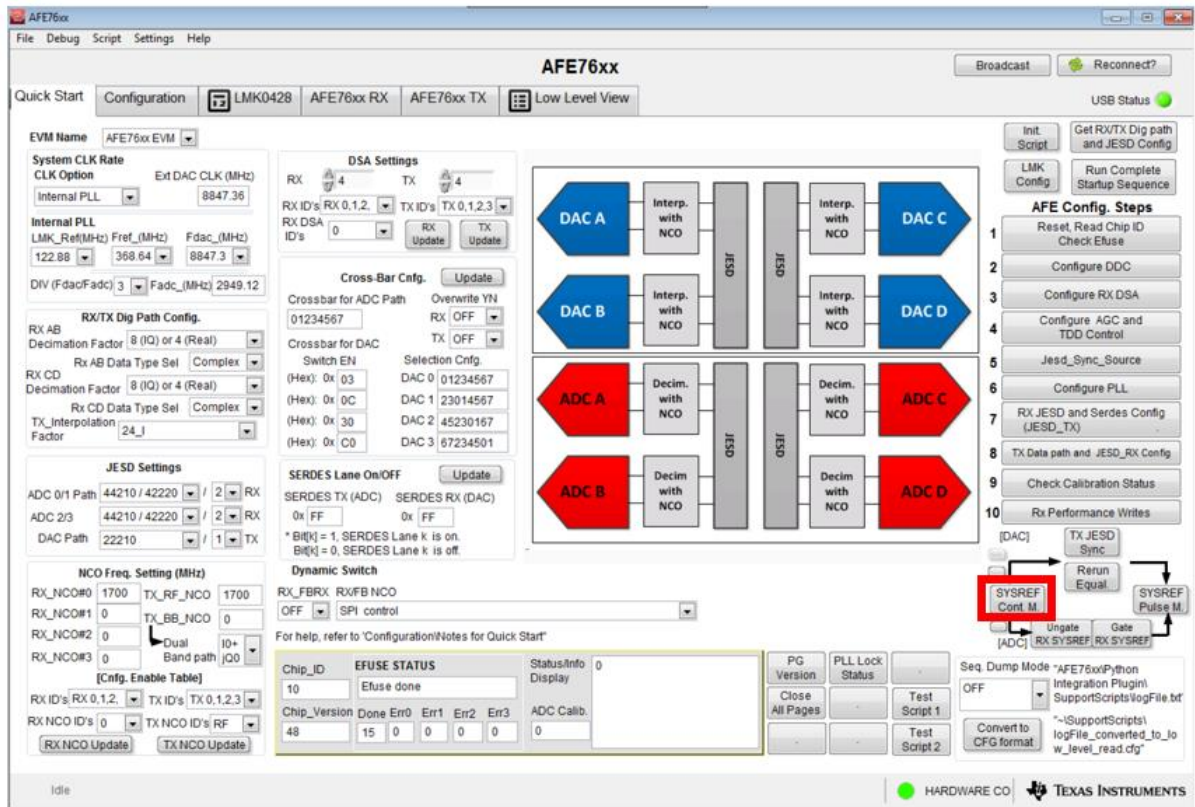 AFE76xx
File Debug Script Settings Help
AFE76xx
Broadcast
Reconnect?
Quick Start
Configuration
LMK0428
AFE76xx RX
AFE76xx TX
Low Level View
USB Status
EVM Name AFE76xx EVM
System CLK Rate
CLK Option Ext DAC CLK (MHz)
Internal PLL 8847.36
Internal PLL
LMK_Ref(MHz) Fref_(MHz) Fdac_(MHz)
122.88 368.64 8847.3
DIV (Fdac/Fadc) 3 Fadc_(MHz) 2949.12
RX/TX Dig Path Config.
RX AB
Decimation Factor 8 (IQ) or 4 (Real)
Rx AB Data Type Sel Complex
RX CD
Decimation Factor 8 (IQ) or 4 (Real)
Rx CD Data Type Sel Complex
TX_Interpolation
Factor 24_I
JESD Settings
ADC 0/1 Path 44210 / 42220 / 2 RX
ADC 2/3 44210 / 42220 / 2 RX
DAC Path 22210 / 1 TX
NCO Freq. Setting (MHz)
RX_NCO#0 1700 TX_RF_NCO 1700
RX_NCO#1 0 TX_BB_NCO 0
RX_NCO#2 0 Dual I0+
RX_NCO#3 0 Band path jQ0
[Cnfg. Enable Table]
RX ID's RX 0,1,2, TX ID's TX 0,1,2,3
RX NCO ID's 0 TX NCO ID's RF
RX NCO Update TX NCO Update
DSA Settings
RX 4 TX 4
RX ID's RX 0,1,2, TX ID's TX 0,1,2,3
RX DSA
ID's 0
RX
Update
TX
Update
Cross-Bar Cnfg. Update
Crossbar for ADC Path Overwrite YN
01234567 RX OFF
Crossbar for DAC TX OFF
Switch EN Selection Cnfg.
(Hex): 0x 03 DAC 0 01234567
(Hex): 0x 0C DAC 1 23014567
(Hex): 0x 30 DAC 2 45230167
(Hex): 0x C0 DAC 3 67234501
SERDES Lane On/OFF Update
SERDES TX (ADC) SERDES RX (DAC)
0x FF 0x FF
* Bit[k] = 1, SERDES Lane k is on.
Bit[k] = 0, SERDES Lane k is off.
Dynamic Switch
RX_FBRX RX/FB NCO
OFF SPI control
For help, refer to 'Configuration\Notes for Quick Start"
Chip_ID
10
Chip_Version
48
EFUSE STATUS
Efuse done
Done Err0 Err1 Err2 Err3
15 0 0 0 0
Status/Info
Display
0
ADC Calib.
0
DAC A
Interp.
with
NCO
JESD
JESD
Interp.
with
NCO
DAC C
DAC B
Interp.
with
NCO
Interp.
with
NCO
DAC D
ADC A
Decim.
with
NCO
JESD
JESD
Decim.
with
NCO
ADC C
ADC B
Decim
with
NCO
Decim
with
NCO
ADC D
Init.
Script
Get RX/TX Dig path
and JESD Config
LMK
Config
Run Complete
Startup Sequence
AFE Config. Steps
1 Reset, Read Chip ID
Check Efuse
2 Configure DDC
3 Configure RX DSA
4 Configure AGC and
TDD Control
5 Jesd_Sync_Source
6 Configure PLL
7 RX JESD and Serdes Config
(JESD_TX)
8 TX Data path and JESD_RX Config
9 Check Calibration Status
10 Rx Performance Writes
[DAC]
TX JESD
Sync
Rerun
Equal.
SYSREF
Cont. M.
SYSREF
Pulse M.
[ADC]
Ungate
RX SYSREF
Gate
RX SYSREF
PG
Version
PLL Lock
Status
Close
All Pages
Test
Script 1
Test
Script 2
Seq. Dump Mode
OFF
"AFE76xx\Python
Integration Plugin\
SupportScripts\logFile.txt"
Convert to
CFG format
"~\SupportScripts\
logFile_converted_to_lo
w_level_read.cfg"
Idle
HARDWARE CO
TEXAS INSTRUMENTS